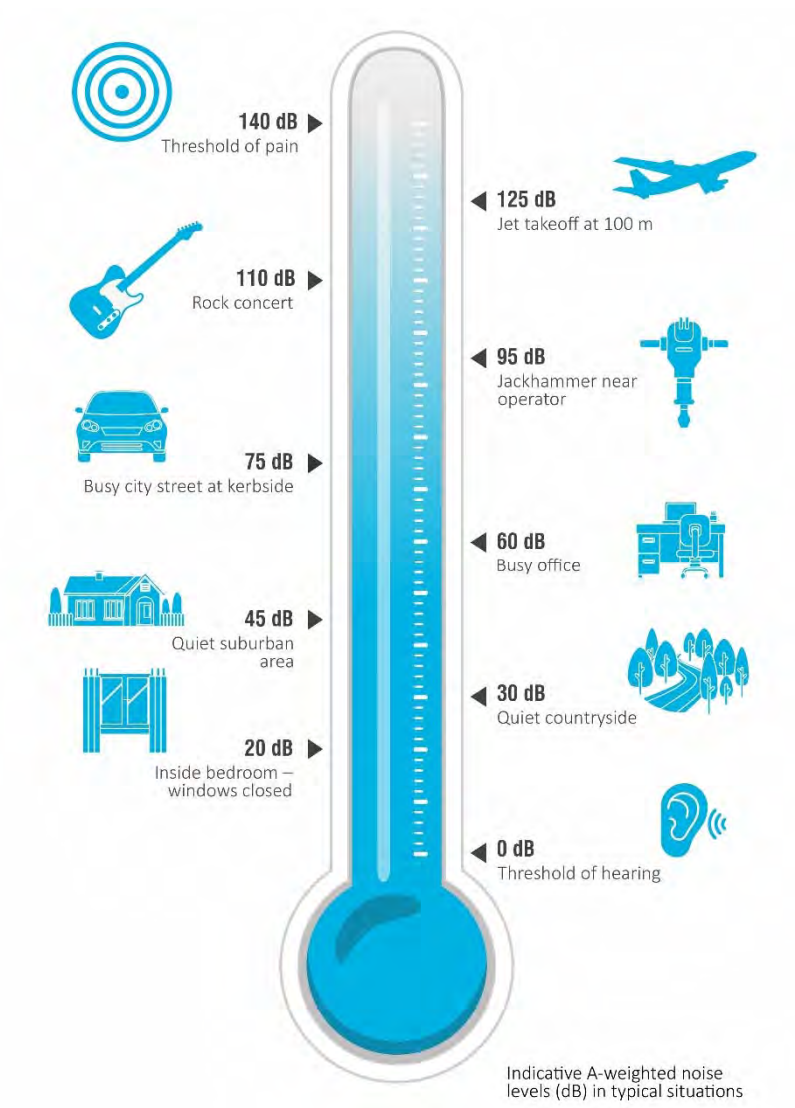 140 dB
Threshold of pain
125 dB
Jet takeoff at 100 m
110 dB
Rock concert
95 dB
Jackhammer near
operator
75 dB
Busy city street at kerbside
60 dB
Busy office
45 dB
Quiet suburban
area
30 dB
Quiet countryside
20 dB
Inside bedroom –
windows closed
0 dB
Threshold of hearing
Indicative A-weighted noise
levels (dB) in typical situations